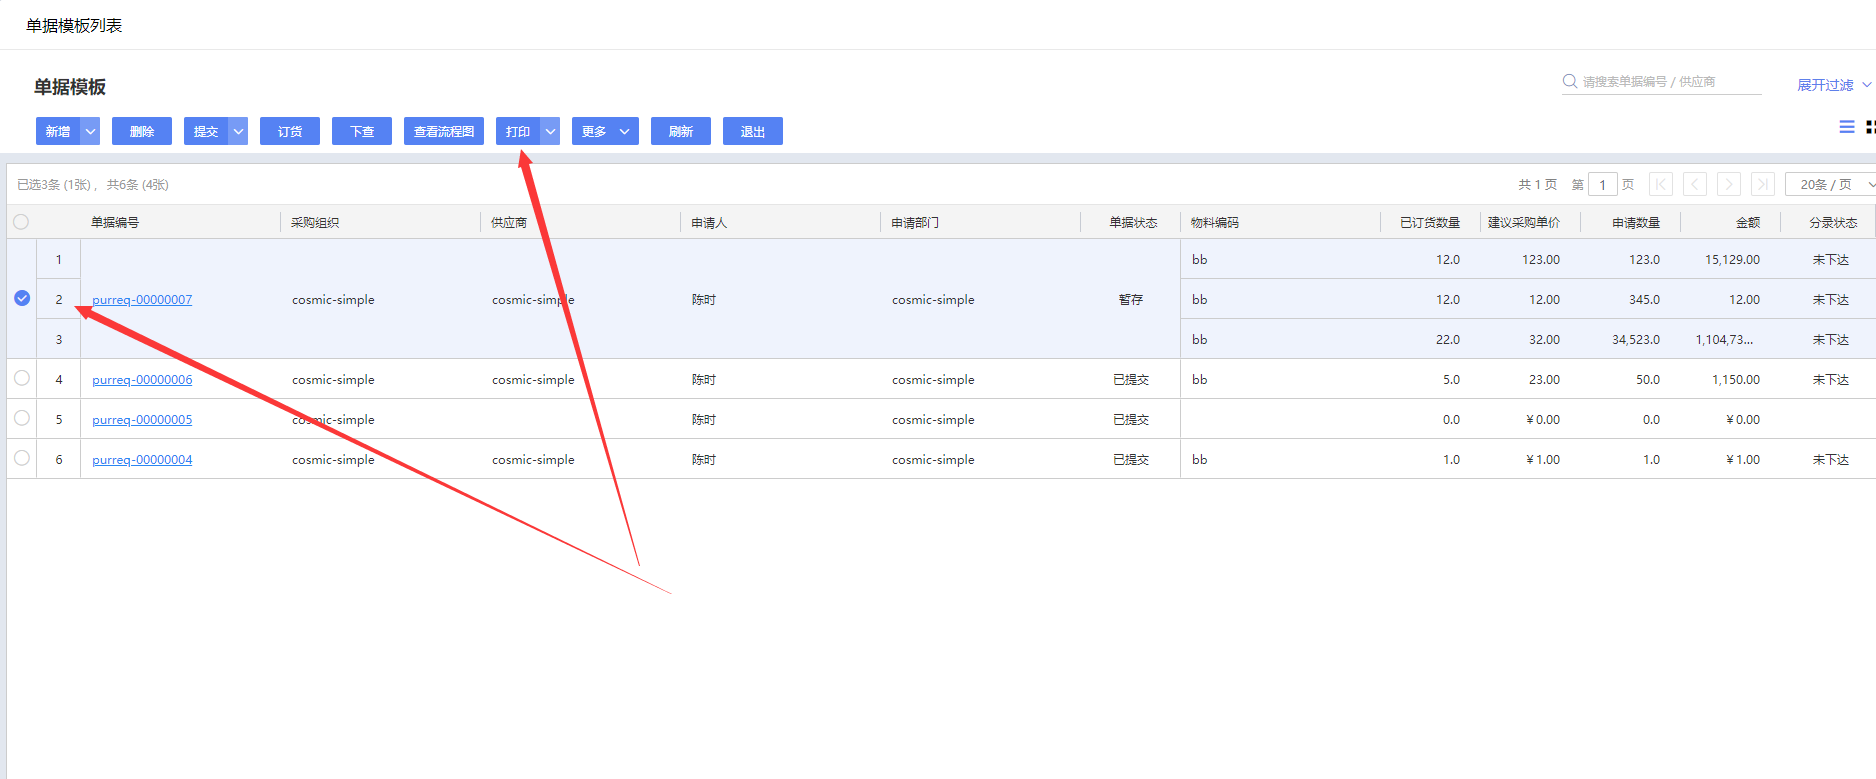 单据模板列表
单据模板
请搜索单据编号 / 供应商
展开过滤
新增 删除 提交 订货 下查 查看流程图 打印 更多 刷新 退出
已选3条 (1张) ，共6条 (4张)
共 1 页 第 1 页 20条 / 页
单据编号 采购组织 供应商 申请人 申请部门 单据状态 物料编码 已订货数量 建议采购单价 申请数量 金额 分录状态
1 bb 12.0 123.00 123.0 15,129.00 未下达
2 purreq-00000007 cosmic-simple cosmic-simple 陈时 cosmic-simple 暂存 bb 12.0 12.00 345.0 12.00 未下达
3 bb 22.0 32.00 34,523.0 1,104,73... 未下达
4 purreq-00000006 cosmic-simple cosmic-simple 陈时 cosmic-simple 已提交 bb 5.0 23.00 50.0 1,150.00 未下达
5 purreq-00000005 cosmic-simple 陈时 cosmic-simple 已提交 0.0 ¥0.00 0.0 ¥0.00
6 purreq-00000004 cosmic-simple cosmic-simple 陈时 cosmic-simple 已提交 bb 1.0 ¥1.00 1.0 ¥1.00 未下达